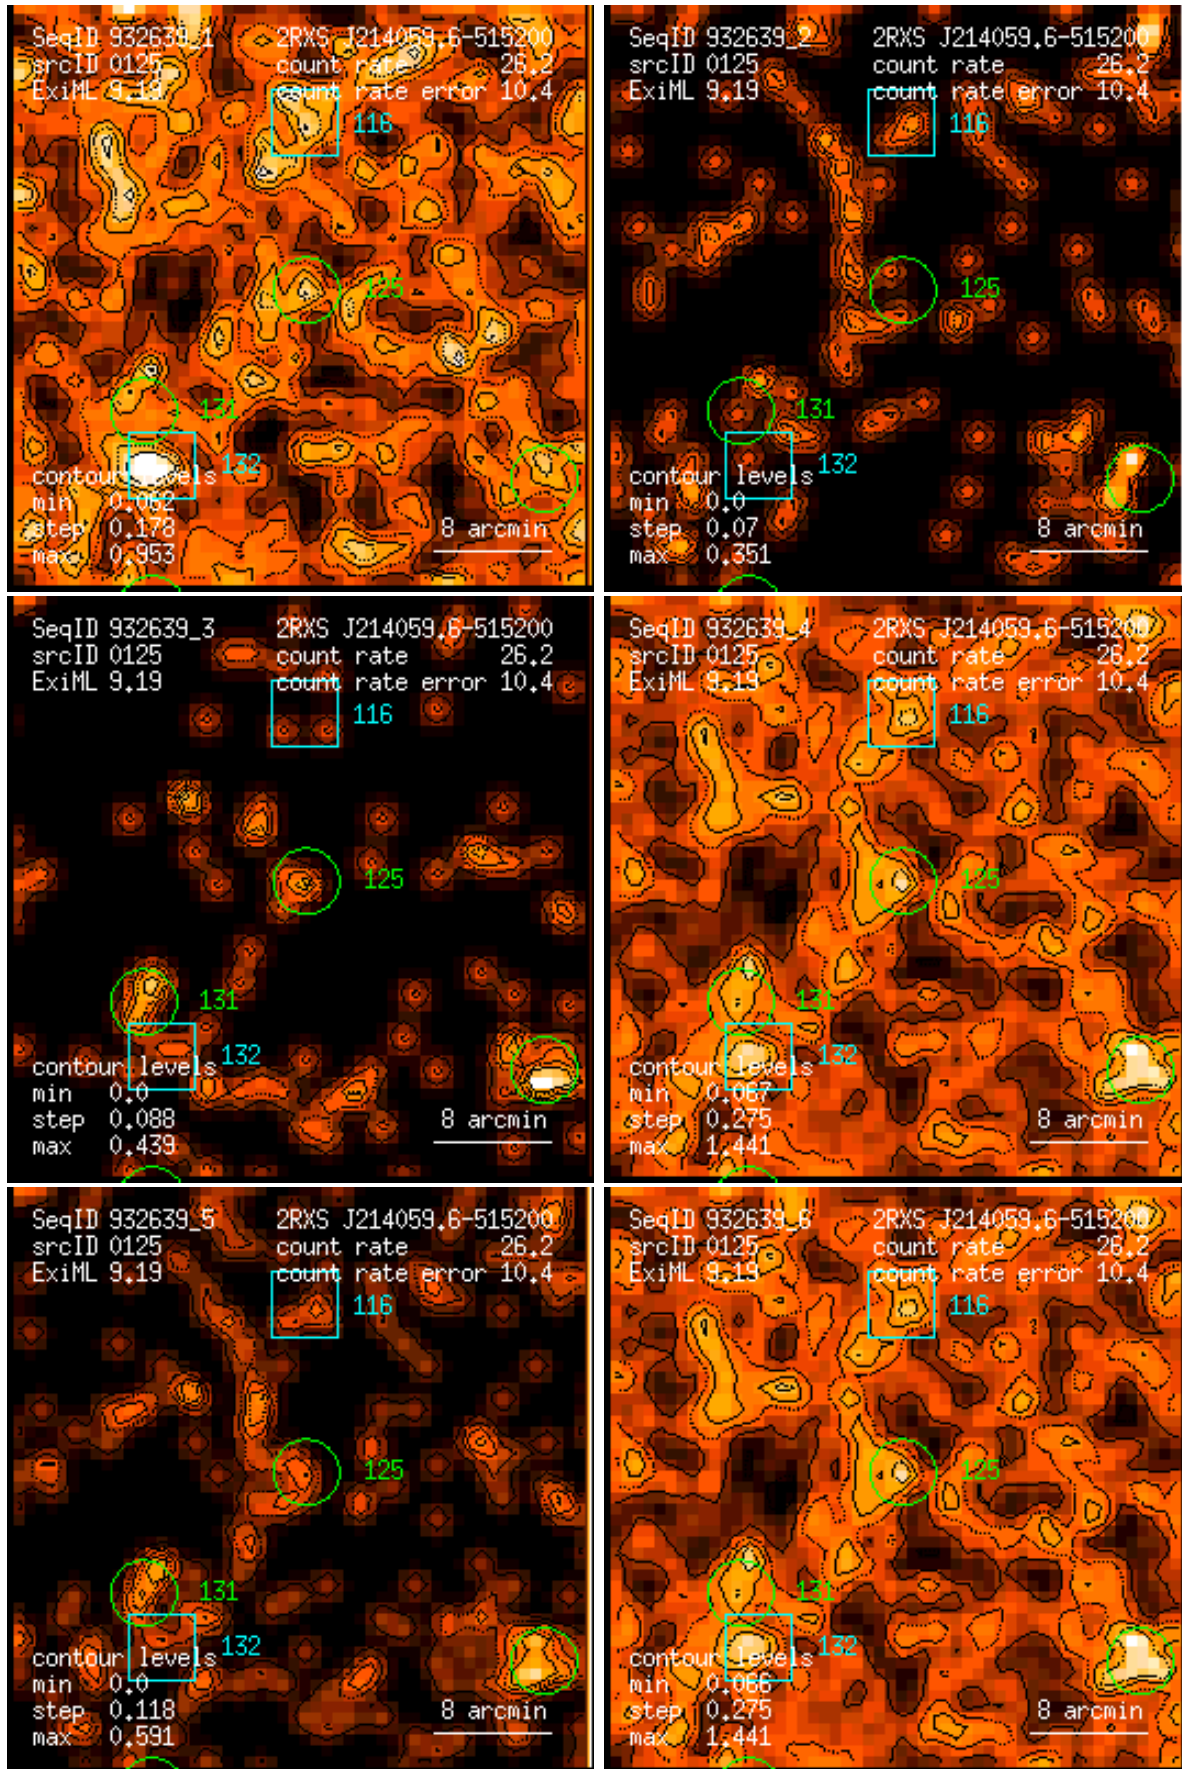 SeqID 932639_1 2RXS J214059.6-515200
srcID 0125 count rate 26.2
ExiML 9.19 count rate error 10.4
116
125
131
132
contour levels
min 0.062
step 0.178
max 0.953
8 arcmin
SeqID 932639_2 2RXS J214059.6-515200
srcID 0125 count rate 26.2
ExiML 9.19 count rate error 10.4
116
125
131
132
contour levels
min 0.0
step 0.07
max 0.351
8 arcmin
SeqID 932639_3 2RXS J214059.6-515200
srcID 0125 count rate 26.2
ExiML 9.19 count rate error 10.4
116
125
131
132
contour levels
min 0.0
step 0.088
max 0.439
8 arcmin
SeqID 932639_4 2RXS J214059.6-515200
srcID 0125 count rate 26.2
ExiML 9.19 count rate error 10.4
116
125
131
132
contour levels
min 0.067
step 0.275
max 1.441
8 arcmin
SeqID 932639_5 2RXS J214059.6-515200
srcID 0125 count rate 26.2
ExiML 9.19 count rate error 10.4
116
125
131
132
contour levels
min 0.0
step 0.118
max 0.591
8 arcmin
SeqID 932639_6 2RXS J214059.6-515200
srcID 0125 count rate 26.2
ExiML 9.19 count rate error 10.4
116
125
131
132
contour levels
min 0.066
step 0.275
max 1.441
8 arcmin